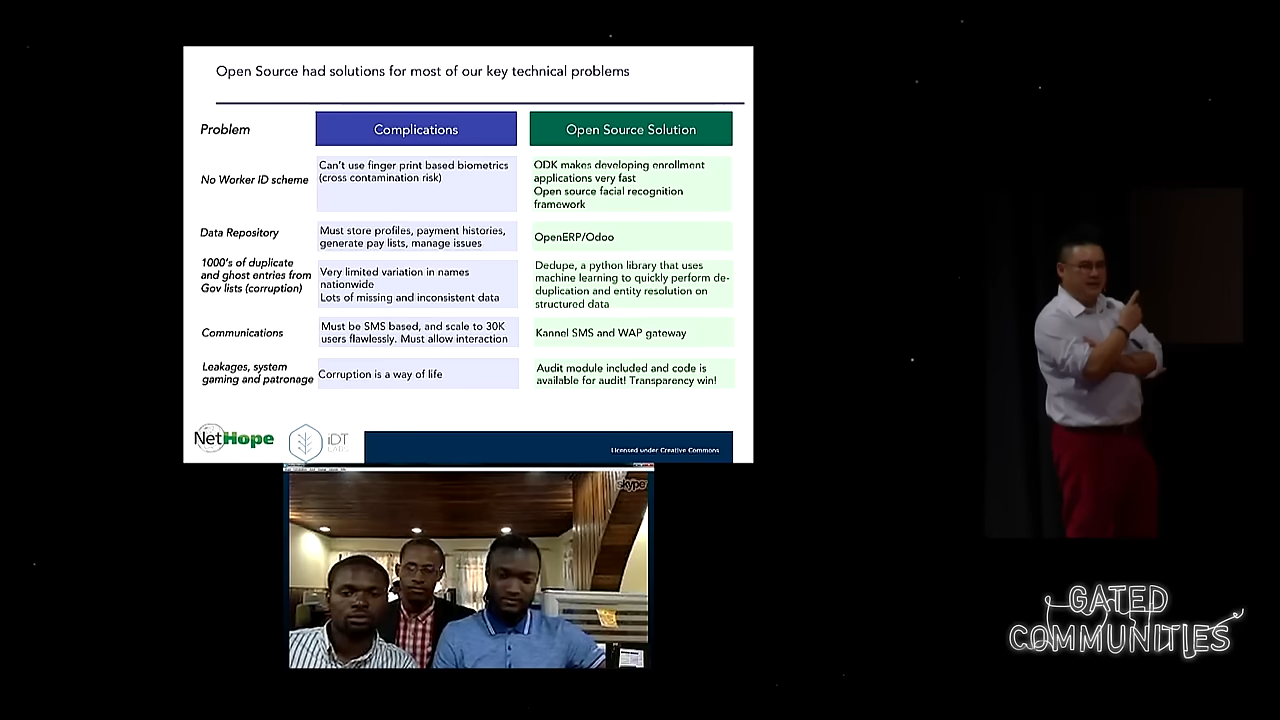 Open Source had solutions for most of our key technical problems
Problem
Complications
Open Source Solution
No Worker ID scheme
Can't use finger print based biometrics
(cross contamination risk)
ODK makes developing enrollment
applications very fast
Open source facial recognition
framework
Data Repository
Must store profiles, payment histories,
generate pay lists, manage issues
OpenERP/Odoo
1000's of duplicate
and ghost entries from
Gov lists (corruption)
Very limited variation in names
nationwide
Lots of missing and inconsistent data
Dedupe, a python library that uses
machine learning to quickly perform de-
duplication and entity resolution on
structured data
Communications
Must be SMS based, and scale to 30K
users flawlessly. Must allow interaction
Kannel SMS and WAP gateway
Leakages, system
gaming and patronage
Corruption is a way of life
Audit module included and code is
available for audit! Transparency win!
NetHope
iDT
LABS
Licensed under Creative Commons
skype
GATED
COMMUNITIES